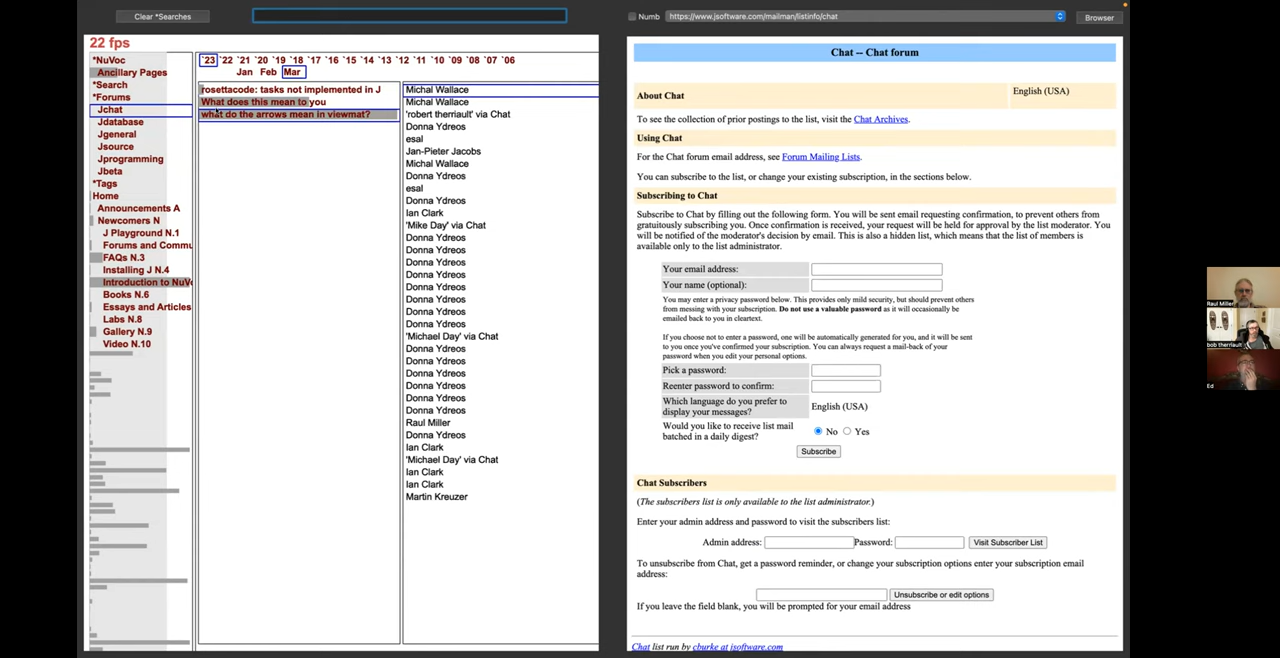 Clear *Searches
Numb
https://www.jsoftware.com/mailman/listinfo/chat
Browser
22 fps
*NuVoc
Ancillary Pages
*Search
*Forums
Jchat
Jdatabase
Jgeneral
Jsource
Jprogramming
Jbeta
*Tags
Home
Announcements A
Newcomers N
J Playground N.1
Forums and Commu
FAQs N.3
Installing J N.4
Introduction to NuV
Books N.6
Essays and Articles
Labs N.8
Gallery N.9
Video N.10
`23 `22 `21 `20 `19 `18 `17 `16 `15 `14 `13 `12 `11 `10 `09 `08 `07 `06
Jan Feb Mar
rosettacode: tasks not implemented in J
What does this mean to you
what do the arrows mean in viewmat?
Michal Wallace
Michal Wallace
'robert therriault' via Chat
Donna Ydreos
esal
Jan-Pieter Jacobs
Michal Wallace
Donna Ydreos
esal
Donna Ydreos
Ian Clark
'Mike Day' via Chat
Donna Ydreos
Donna Ydreos
Donna Ydreos
Donna Ydreos
Donna Ydreos
Donna Ydreos
Donna Ydreos
Donna Ydreos
'Michael Day' via Chat
Donna Ydreos
Donna Ydreos
Donna Ydreos
Donna Ydreos
Donna Ydreos
Donna Ydreos
Raul Miller
Donna Ydreos
Ian Clark
'Michael Day' via Chat
Ian Clark
Ian Clark
Martin Kreuzer
Chat -- Chat forum
About Chat
English (USA)
To see the collection of prior postings to the list, visit the Chat Archives.
Using Chat
For the Chat forum email address, see Forum Mailing Lists.
You can subscribe to the list, or change your existing subscription, in the sections below.
Subscribing to Chat
Subscribe to Chat by filling out the following form. You will be sent email requesting confirmation, to prevent others from
gratuitously subscribing you. Once confirmation is received, your request will be held for approval by the list moderator. You
will be notified of the moderator's decision by email. This is also a hidden list, which means that the list of members is
available only to the list administrator.
Your email address:
Your name (optional):
You may enter a privacy password below. This provides only mild security, but should prevent others
from messing with your subscription. Do not use a valuable password as it will occasionally be
emailed back to you in cleartext.
If you choose not to enter a password, one will be automatically generated for you, and it will be sent
to you once you've confirmed your subscription. You can always request a mail-back of your
password when you edit your personal options.
Pick a password:
Reenter password to confirm:
Which language do you prefer to
display your messages?
English (USA)
Would you like to receive list mail
batched in a daily digest?
No Yes
Subscribe
Chat Subscribers
(The subscribers list is only available to the list administrator.)
Enter your admin address and password to visit the subscribers list:
Admin address:
Password:
Visit Subscriber List
To unsubscribe from Chat, get a password reminder, or change your subscription options enter your subscription email
address:
Unsubscribe or edit options
If you leave the field blank, you will be prompted for your email address
Chat list run by cburke at jsoftware.com
Raul Miller
bob therriault
Ed